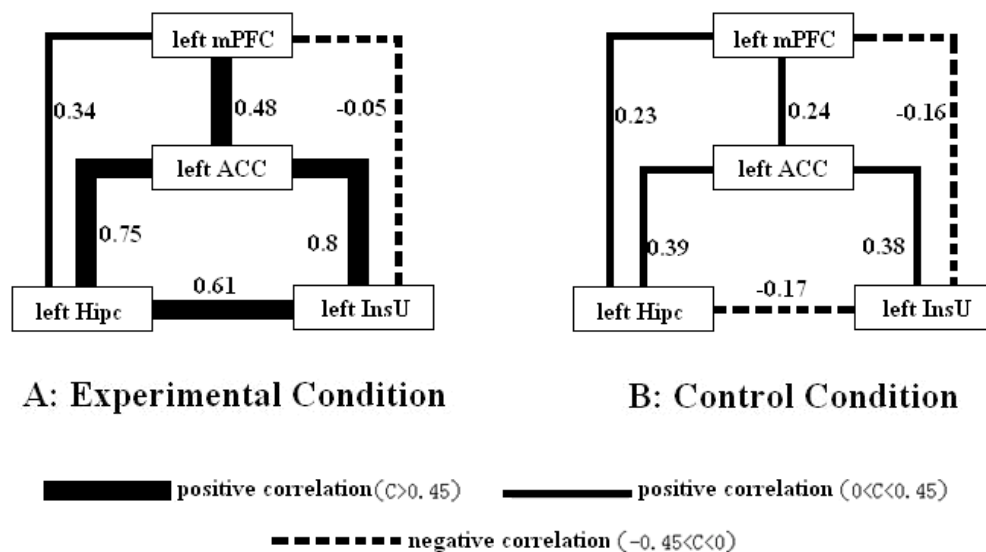 left mPFC
0.34
0.48
-0.05
left ACC
0.75
0.8
0.61
left Hipc
left InsU
A: Experimental Condition
left mPFC
0.23
0.24
-0.16
left ACC
0.39
0.38
-0.17
left Hipc
left InsU
B: Control Condition
positive correlation(C>0.45)
positive correlation (0<C<0.45)
negative correlation (-0.45<C<0)